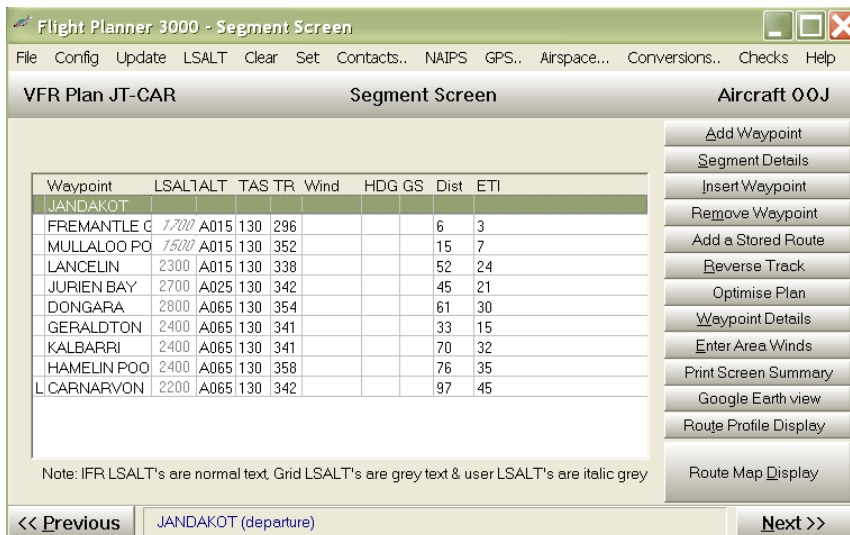 Flight Planner 3000 - Segment Screen
File Config Update LSALT Clear Set Contacts.. NAIPS GPS.. Airspace... Conversions.. Checks Help
VFR Plan JT-CAR Segment Screen Aircraft OOJ
Waypoint LSALT ALT TAS TR Wind HDG GS Dist ETI
JANDAKOT
FREMANTLE G 1700 A015 130 296 6 3
MULLALOO PO 1500 A015 130 352 15 7
LANCELIN 2300 A015 130 338 52 24
JURIEN BAY 2700 A025 130 342 45 21
DONGARA 2800 A065 130 354 61 30
GERALDTON 2400 A065 130 341 33 15
KALBARRI 2400 A065 130 341 70 32
HAMELIN POO 2400 A065 130 358 76 35
L CARNARVON 2200 A065 130 342 97 45
Note: IFR LSALT's are normal text, Grid LSALT's are grey text & user LSALT's are italic grey
Add Waypoint
Segment Details
Insert Waypoint
Remove Waypoint
Add a Stored Route
Reverse Track
Optimise Plan
Waypoint Details
Enter Area Winds
Print Screen Summary
Google Earth view
Route Profile Display
Route Map Display
<< Previous JANDAKOT (departure) Next >>